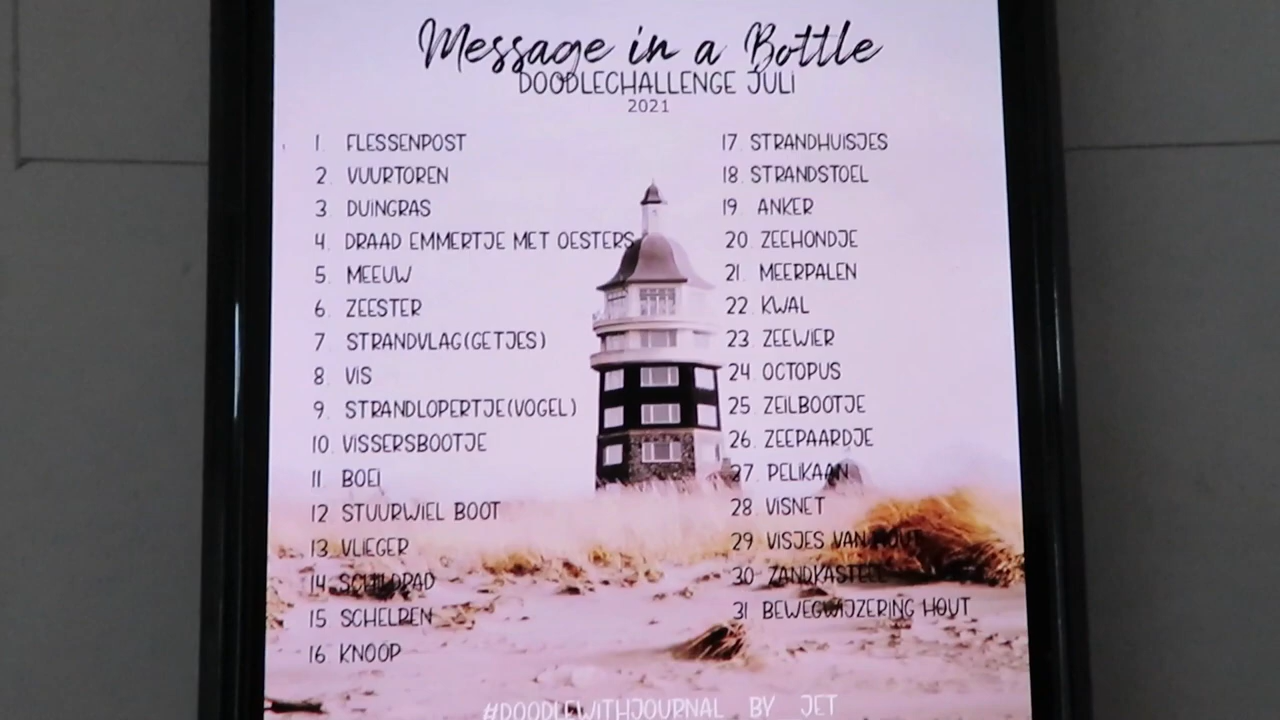 Message in a Bottle
DOODLECHALLENGE JULI
2021
1. FLESSENPOST
2. VUURTOREN
3. DUINGRAS
4. DRAAD EMMERTJE MET OESTERS
5. MEEUW
6. ZEESTER
7. STRANDVLAG(GETJES)
8. VIS
9. STRANDLOPERTJE(VOGEL)
10. VISSERSBOOTJE
11. BOEI
12. STUURWIEL BOOT
13. VLIEGER
14. SCHILDPAD
15. SCHELPEN
16. KNOOP
17. STRANDHUISJES
18. STRANDSTOEL
19. ANKER
20. ZEEHONDJE
21. MEERPALEN
22. KWAL
23. ZEEWIER
24. OCTOPUS
25. ZEILBOOTJE
26. ZEEPAARDJE
27. PELIKAAN
28. VISNET
29. VISJES VAN HOUT
30. ZANDKASTEEL
31. BEWEGWIJZERING HOUT
#DOODLEWITHJOURNAL BY JET